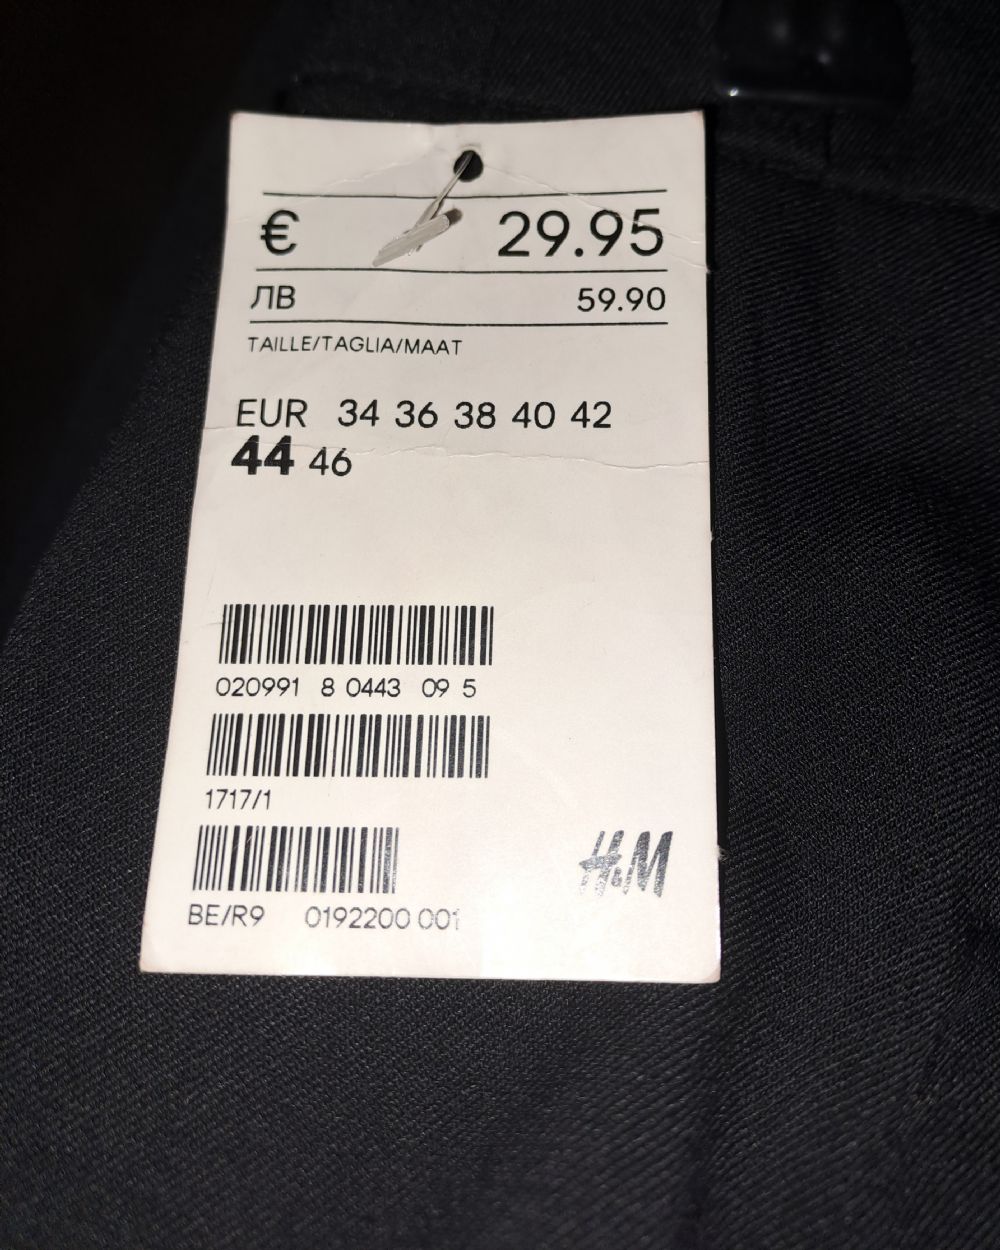 € 29.95
ЛВ 59.90
TAILLE/TAGLIA/MAAT
EUR 34 36 38 40 42
44 46
020991 8 0443 09 5
1717/1
H&M
BE/R9 0192200 001